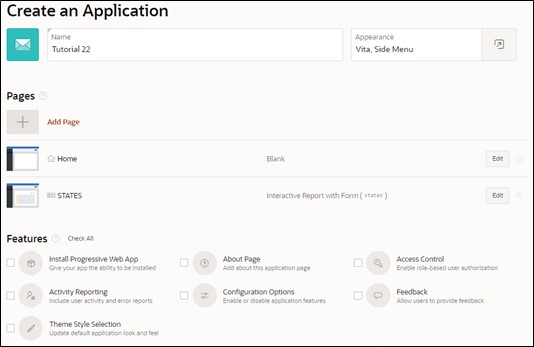 Create an Application
Name
Tutorial 22
Appearance
Vita, Side Menu
Pages
Add Page
Home
Blank
Edit
STATES
Interactive Report with Form ( states )
Edit
Features
Check All
Install Progressive Web App
Give your app the ability to be installed
About Page
Add about this application page
Access Control
Enable role-based user authorization
Activity Reporting
Include user activity and error reports
Configuration Options
Enable or disable application features
Feedback
Allow users to provide feedback
Theme Style Selection
Update default application look and feel